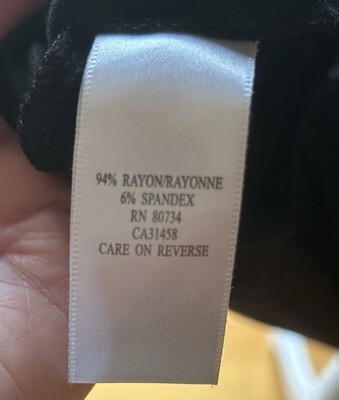 94% RAYON/RAYONNE
6% SPANDEX
RN 80734
CA31458
CARE ON REVERSE